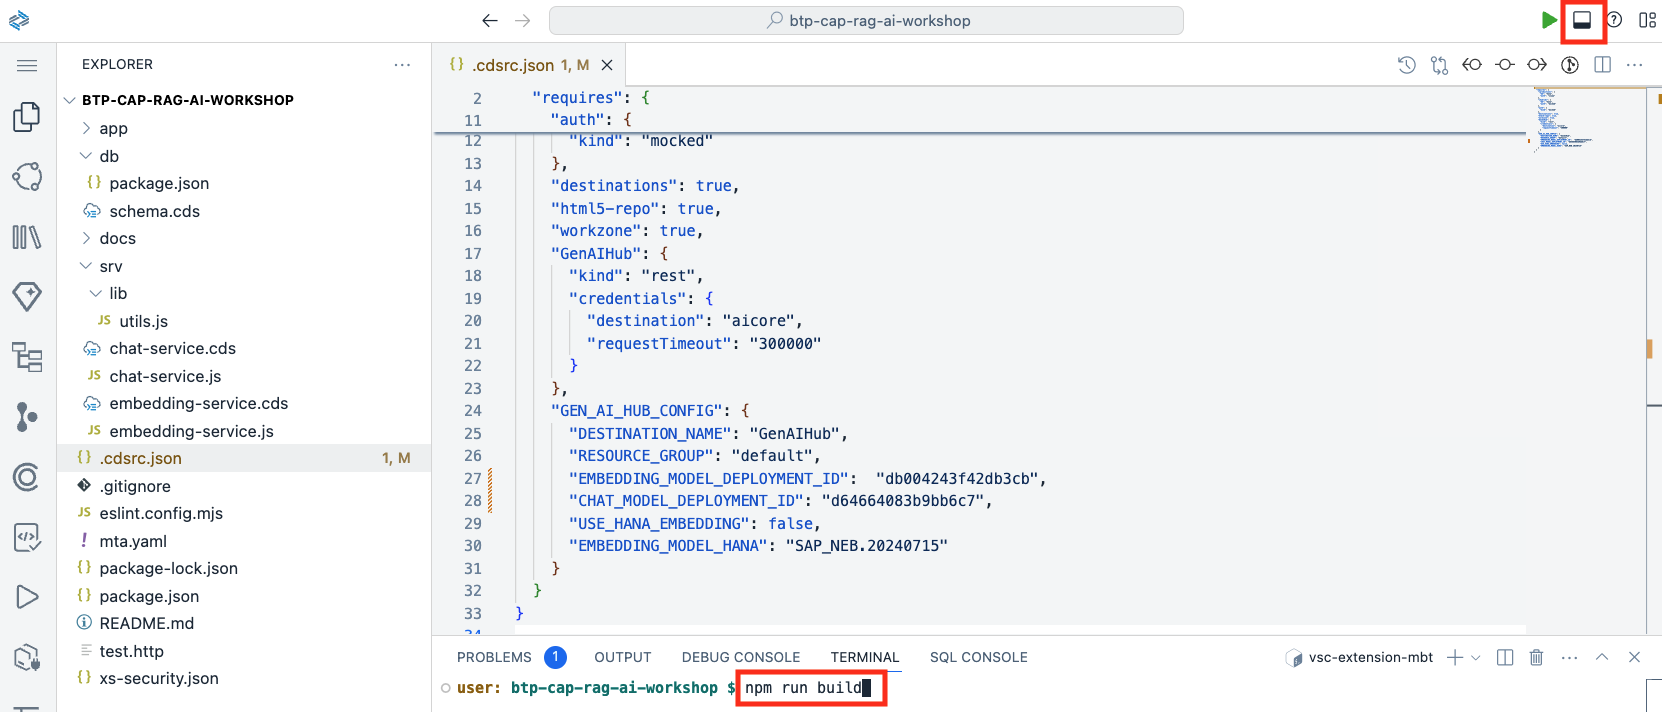 btp-cap-rag-ai-workshop
EXPLORER
BTP-CAP-RAG-AI-WORKSHOP
app
db
package.json
schema.cds
docs
srv
lib
JS utils.js
chat-service.cds
JS chat-service.js
embedding-service.cds
JS embedding-service.js
{} .cdsrc.json 1, M
.gitignore
JS eslint.config.mjs
! mta.yaml
{} package-lock.json
{} package.json
README.md
test.http
{} xs-security.json
{} .cdsrc.json 1, M
2 "requires": {
11 "auth": {
12 "kind": "mocked"
13 },
14 "destinations": true,
15 "html5-repo": true,
16 "workzone": true,
17 "GenAIHub": {
18 "kind": "rest",
19 "credentials": {
20 "destination": "aicore",
21 "requestTimeout": "300000"
22 }
23 },
24 "GEN_AI_HUB_CONFIG": {
25 "DESTINATION_NAME": "GenAIHub",
26 "RESOURCE_GROUP": "default",
27 "EMBEDDING_MODEL_DEPLOYMENT_ID":  "db004243f42db3cb",
28 "CHAT_MODEL_DEPLOYMENT_ID": "d64664083b9bb6c7",
29 "USE_HANA_EMBEDDING": false,
30 "EMBEDDING_MODEL_HANA": "SAP_NEB.20240715"
31 }
32 }
33 }
34
PROBLEMS 1 OUTPUT DEBUG CONSOLE TERMINAL SQL CONSOLE vsc-extension-mbt
user: btp-cap-rag-ai-workshop $ npm run build